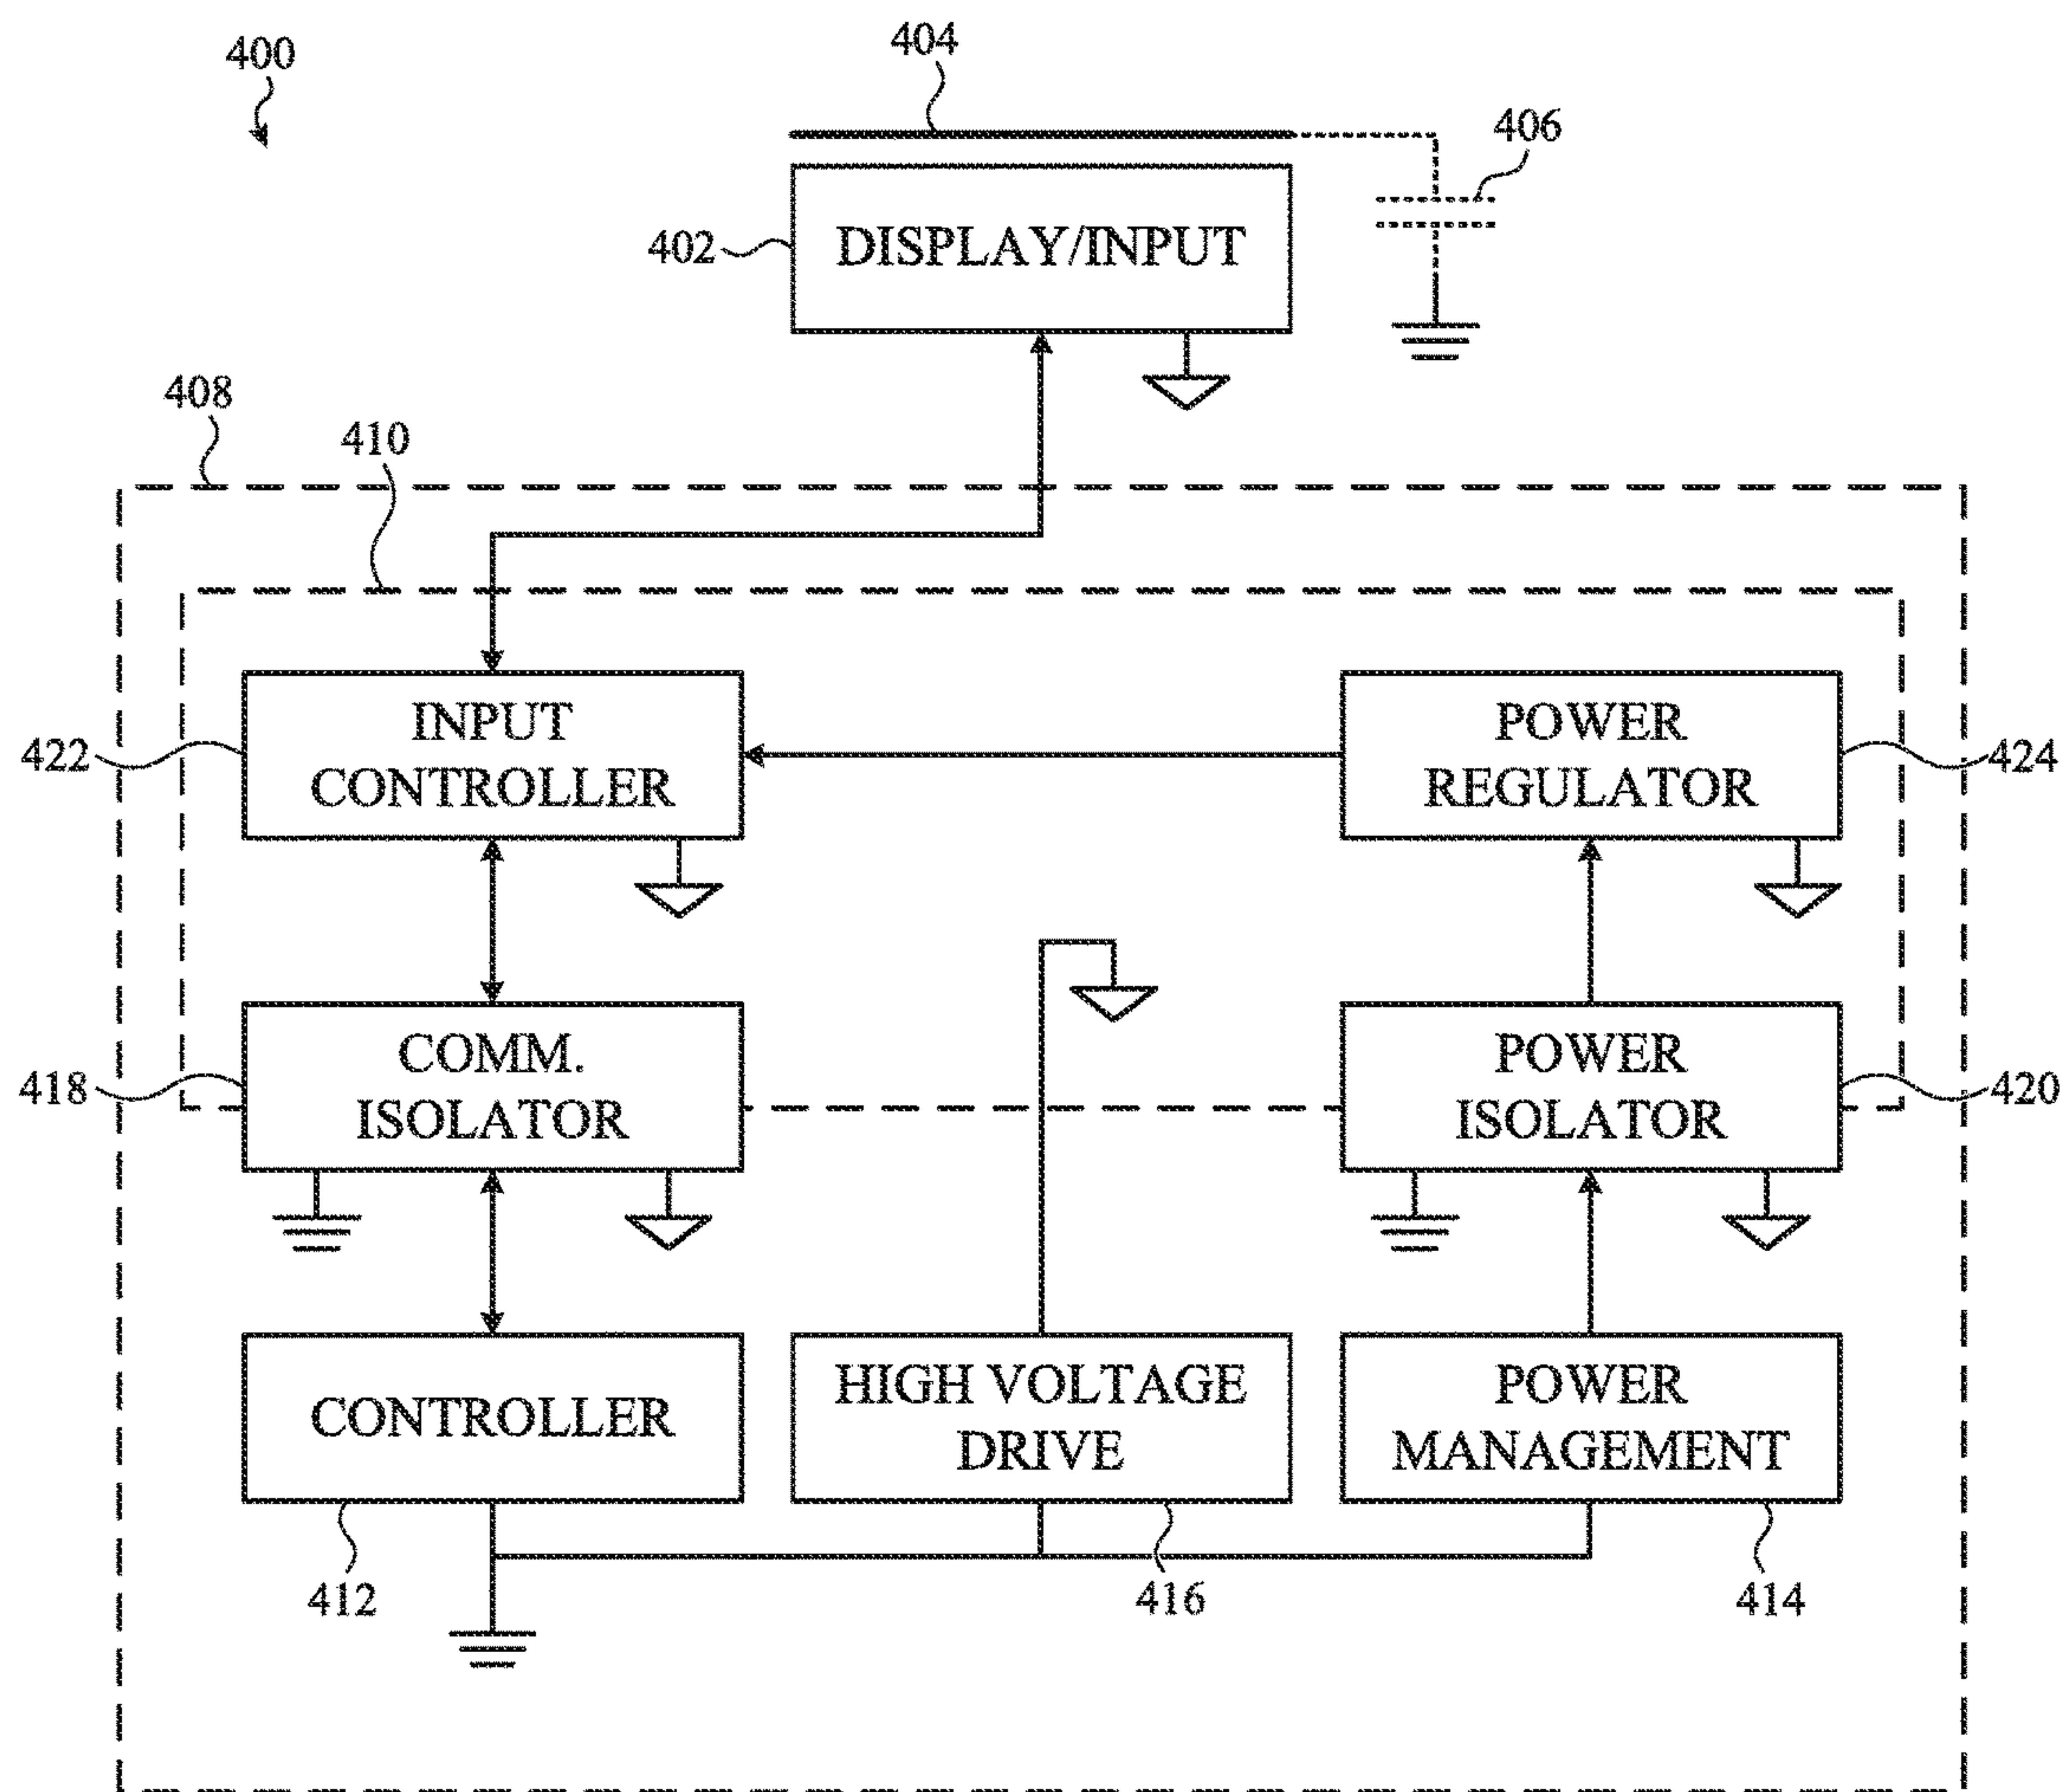 400
404
406
402
DISPLAY/INPUT
408
410
INPUT
CONTROLLER
422
POWER
REGULATOR
424
COMM.
ISOLATOR
418
POWER
ISOLATOR
420
CONTROLLER
HIGH VOLTAGE
DRIVE
POWER
MANAGEMENT
412
416
414